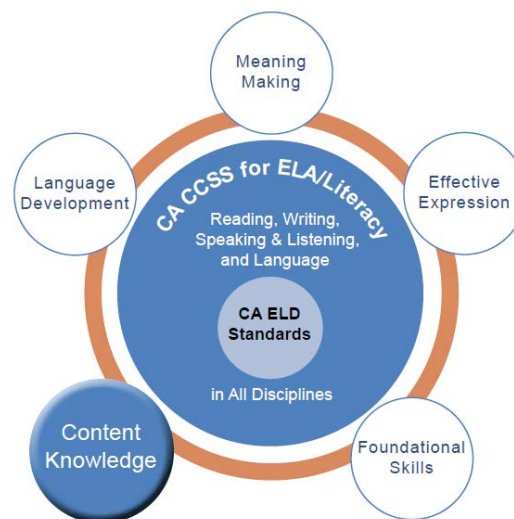 Meaning
Making
Language
Development
Effective
Expression
CA CCSS for ELA/Literacy
Reading, Writing,
Speaking & Listening,
and Language
CA ELD
Standards
in All Disciplines
Content
Knowledge
Foundational
Skills